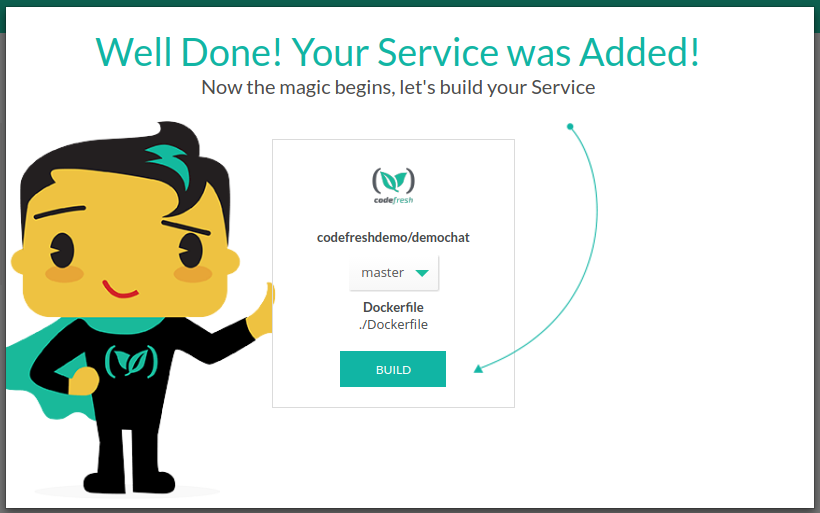 Well Done! Your Service was Added!
Now the magic begins, let's build your Service
codefresh
codefreshdemo/demochat
master
Dockerfile
./Dockerfile
BUILD